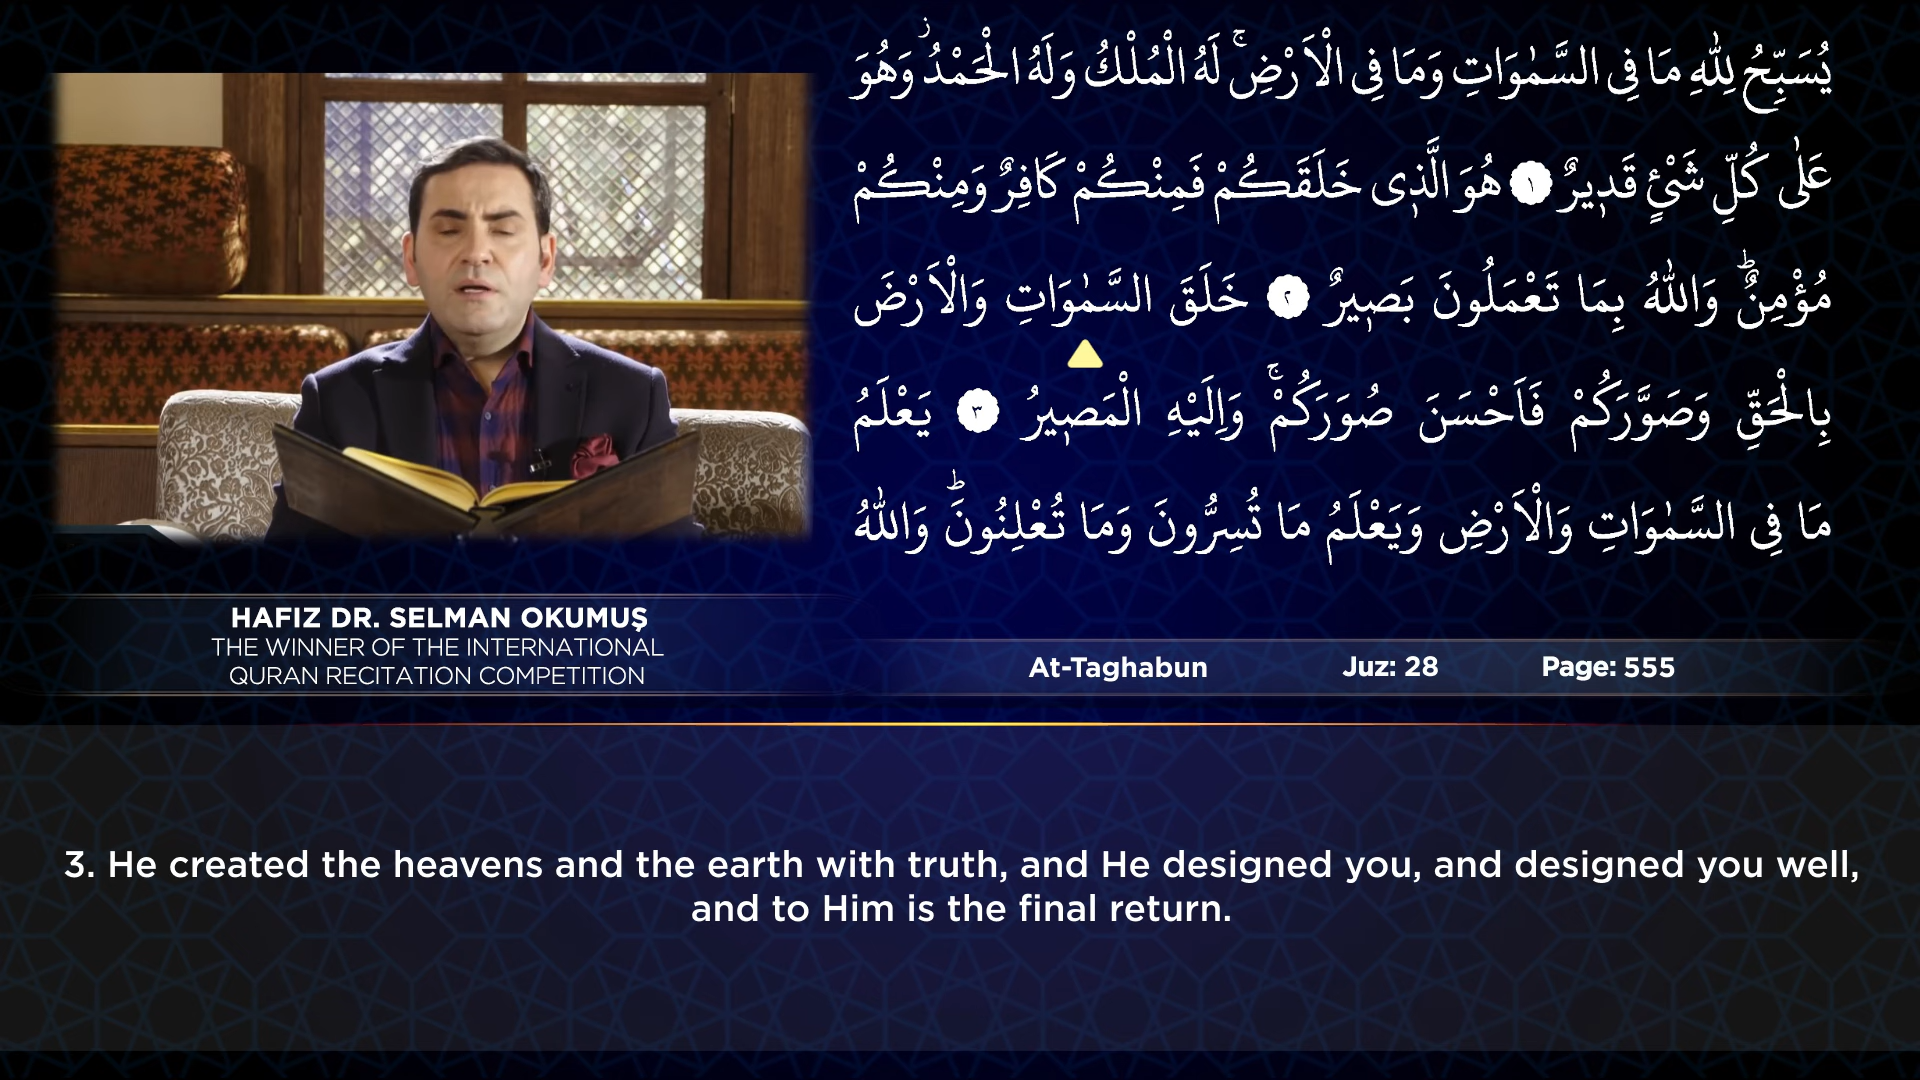 يُسَبِّحُ لِلّٰهِ مَا فِى السَّمٰوَاتِ وَمَا فِى الْاَرْضِۚ لَهُ الْمُلْكُ وَلَهُ الْحَمْدُۘ وَهُوَ
عَلٰى كُلِّ شَيْءٍ قَد۪يرٌ ١ هُوَ الَّذ۪ى خَلَقَكُمْ فَمِنْكُمْ كَافِرٌ وَمِنْكُمْ
مُؤْمِنٌۜ وَاللّٰهُ بِمَا تَعْمَلُونَ بَص۪يرٌ ٢ خَلَقَ السَّمٰوَاتِ وَالْاَرْضَ
بِالْحَقِّ وَصَوَّرَكُمْ فَاَحْسَنَ صُوَرَكُمْۚ وَاِلَيْهِ الْمَص۪يرُ ٣ يَعْلَمُ
مَا فِى السَّمٰوَاتِ وَالْاَرْضِ وَيَعْلَمُ مَا تُسِرُّونَ وَمَا تُعْلِنُونَۜ وَاللّٰهُ
HAFIZ DR. SELMAN OKUMUŞ
THE WINNER OF THE INTERNATIONAL
QURAN RECITATION COMPETITION
At-Taghabun Juz: 28 Page: 555
3. He created the heavens and the earth with truth, and He designed you, and designed you well,
and to Him is the final return.